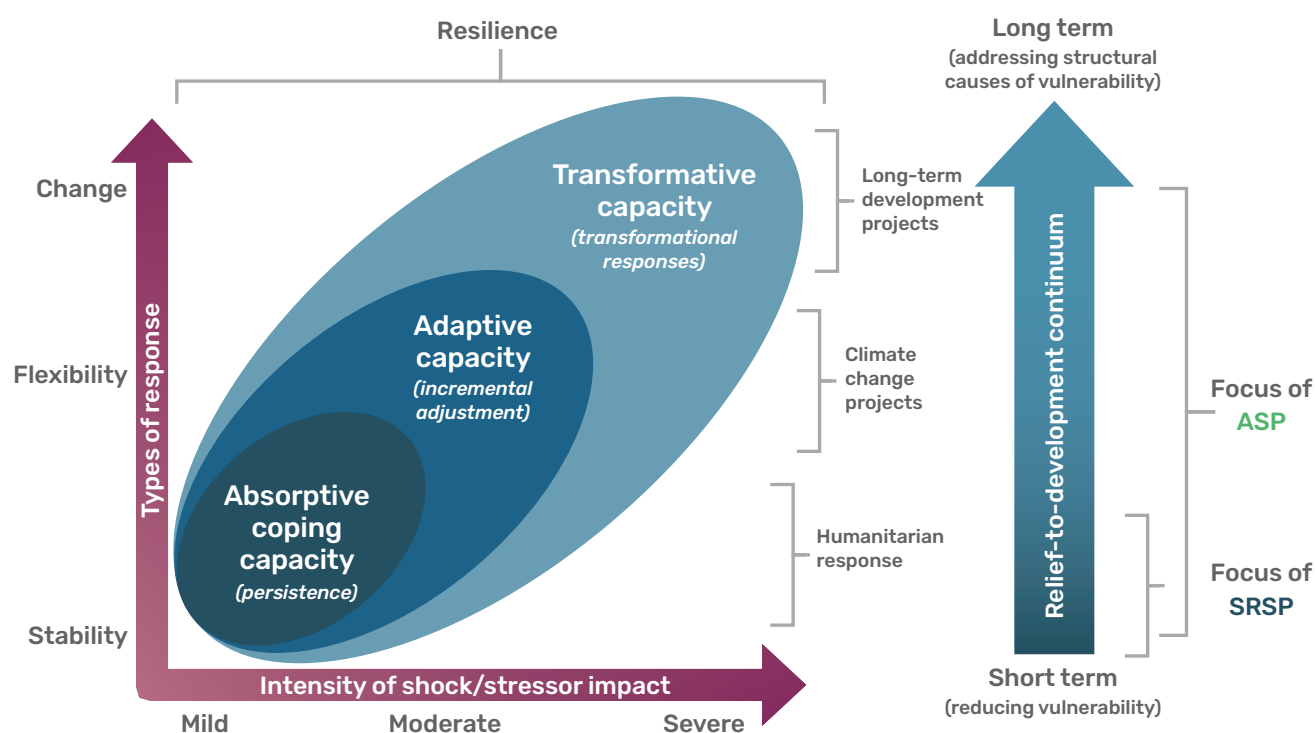 Resilience
Long term
(addressing structural
causes of vulnerability)
Change
Flexibility
Stability
Types of response
Transformative
capacity
(transformational
responses)
Adaptive
capacity
(incremental
adjustment)
Absorptive
coping
capacity
(persistence)
Long-term
development
projects
Climate
change
projects
Humanitarian
response
Relief-to-development continuum
Focus of
ASP
Focus of
SRSP
Short term
(reducing vulnerability)
Intensity of shock/stressor impact
Mild
Moderate
Severe